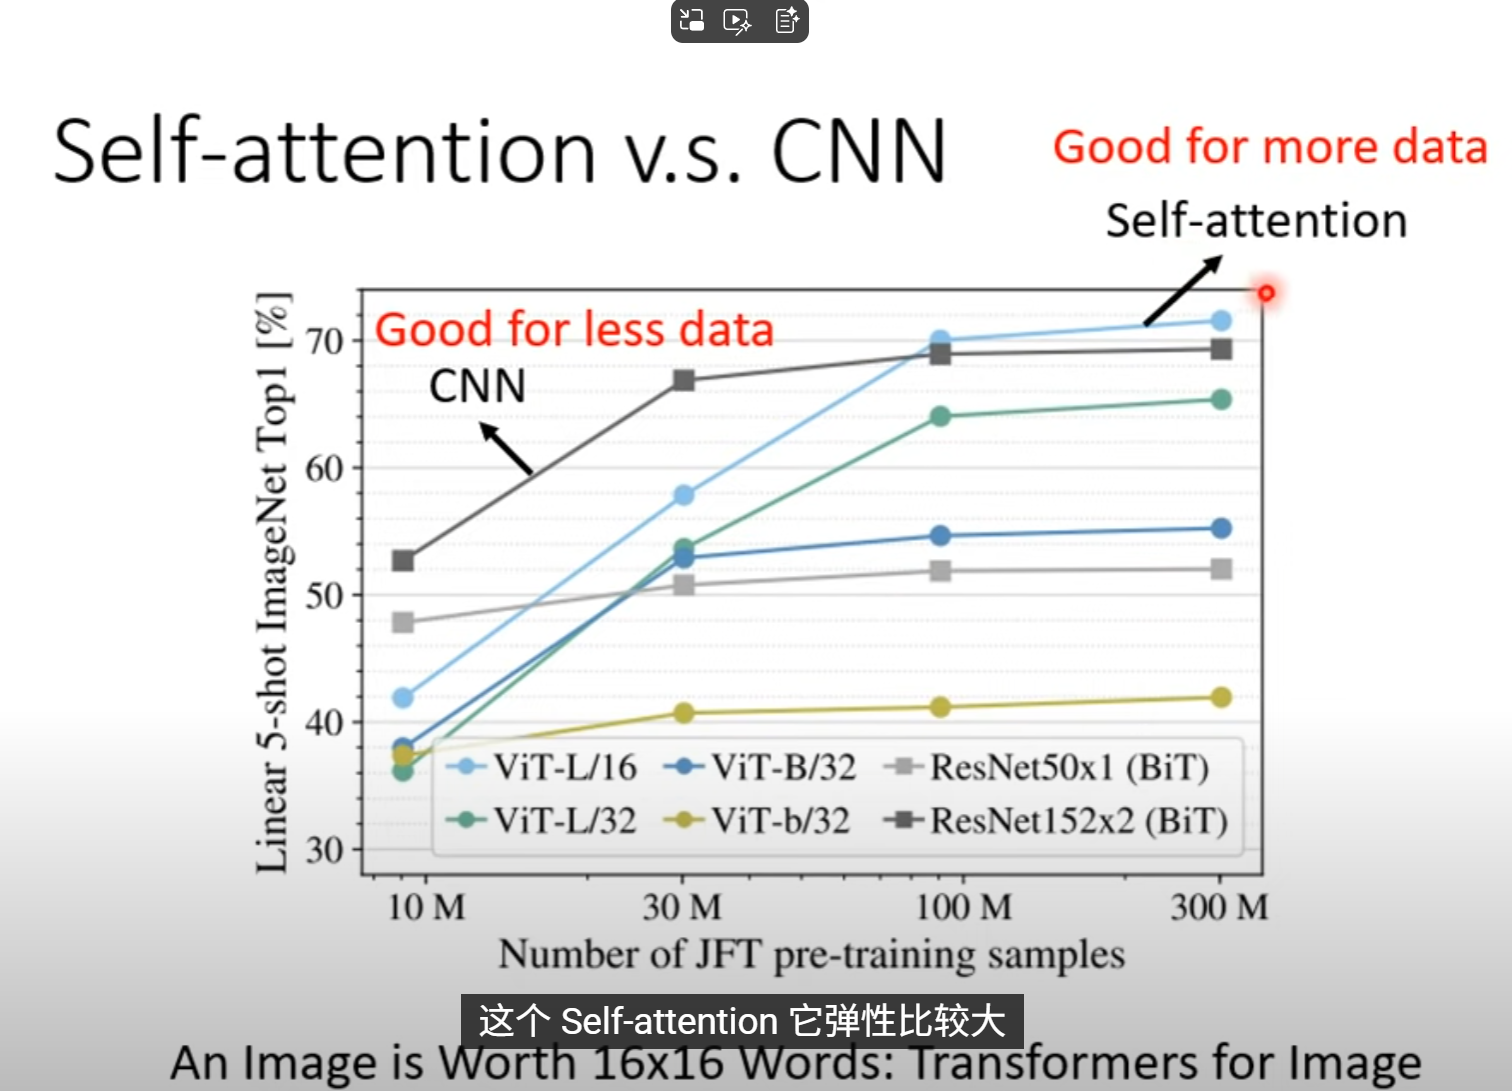 Self-attention v.s. CNN
Good for more data
Self-attention
Good for less data
CNN
Linear 5-shot ImageNet Top1 [%]
70
60
50
40
30
ViT-L/16
ViT-B/32
ResNet50x1 (BiT)
ViT-L/32
ViT-b/32
ResNet152x2 (BiT)
10 M
30 M
100 M
300 M
Number of JFT pre-training samples
这个 Self-attention 它弹性比较大
An Image is Worth 16x16 Words: Transformers for Image